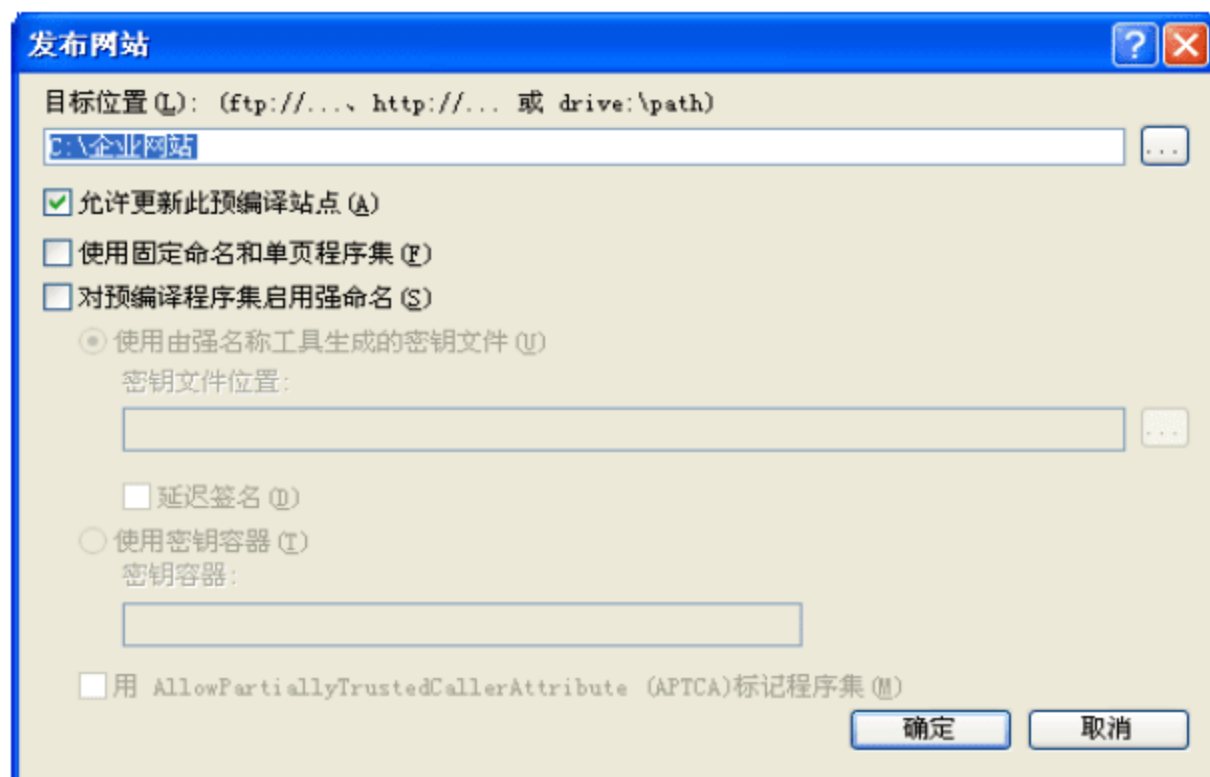 发布网站
目标位置(L): (ftp://...、http://... 或 drive:\path)
C:\企业网站
...
允许更新此预编译站点(A)
使用固定命名和单页程序集(F)
对预编译程序集启用强命名(S)
使用由强名称工具生成的密钥文件(U)
密钥文件位置:
...
延迟签名(D)
使用密钥容器(T)
密钥容器:
用 AllowPartiallyTrustedCallerAttribute (APTCA)标记程序集(M)
确定 取消